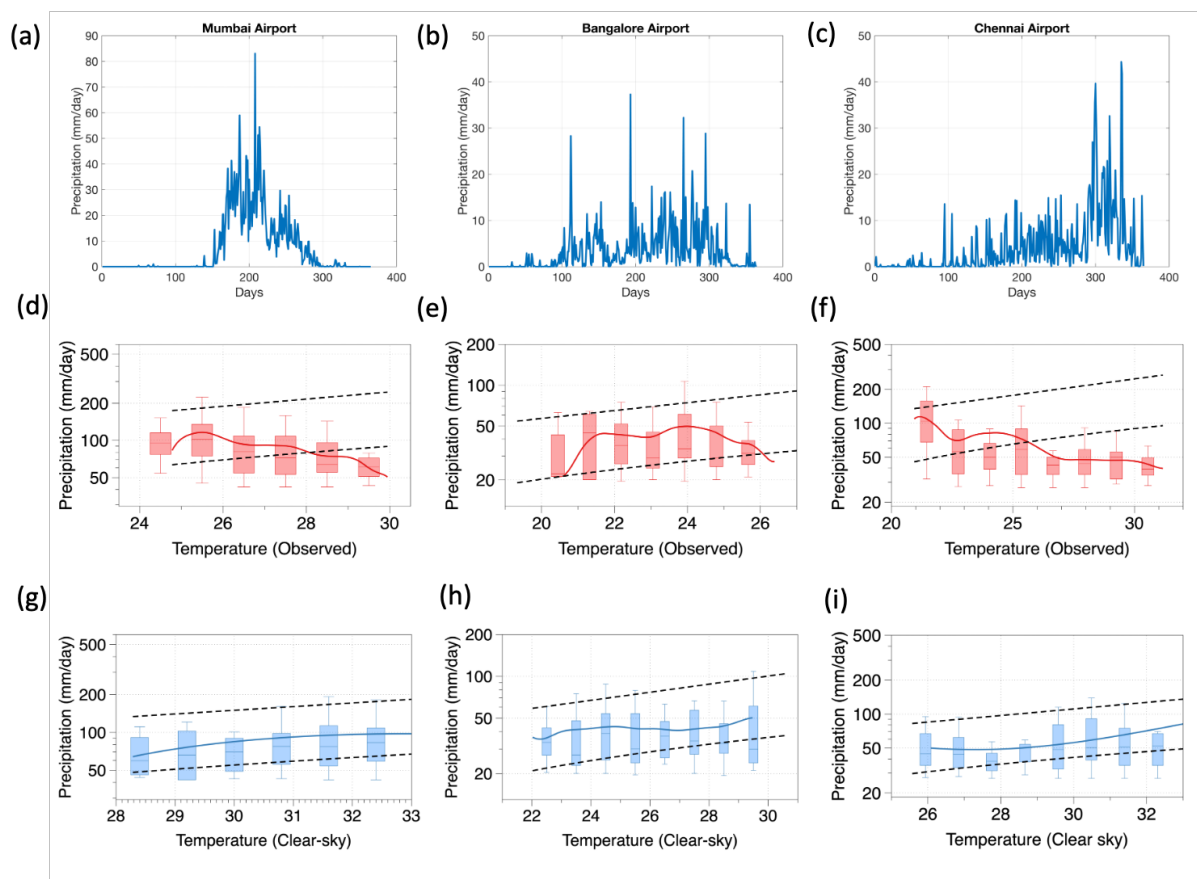 (a)
Mumbai Airport
Precipitation (mm/day)
90
80
70
60
50
40
30
20
10
0
0 100 200 300 400
Days
(b)
Bangalore Airport
Precipitation (mm/day)
50
40
30
20
10
0
0 100 200 300 400
Days
(c)
Chennai Airport
Precipitation (mm/day)
50
40
30
20
10
0
0 100 200 300 400
Days
(d)
Precipitation (mm/day)
500
200
100
50
24 26 28 30
Temperature (Observed)
(e)
Precipitation (mm/day)
200
100
50
20
20 22 24 26
Temperature (Observed)
(f)
Precipitation (mm/day)
500
200
100
50
20
20 25 30
Temperature (Observed)
(g)
Precipitation (mm/day)
500
200
100
50
28 29 30 31 32 33
Temperature (Clear-sky)
(h)
Precipitation (mm/day)
200
100
50
20
22 24 26 28 30
Temperature (Clear-sky)
(i)
Precipitation (mm/day)
500
200
100
50
20
26 28 30 32
Temperature (Clear sky)